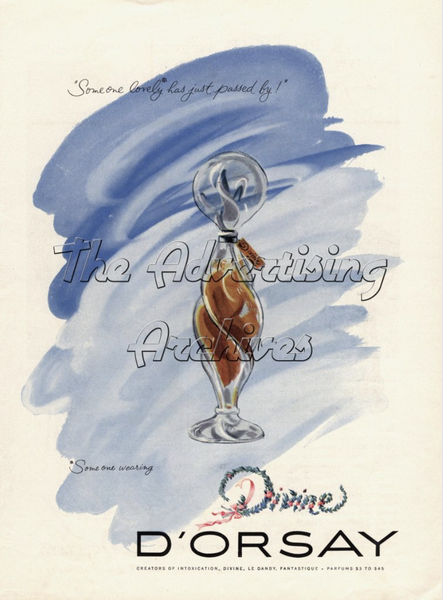 "Someone lovely has just passed by!"
The Advertising
Archives
"Someone wearing
Divine
D'ORSAY
CREATORS OF INTOXICATION, DIVINE, LE DANDY, FANTASTIQUE • PARFUMS $3 TO $45